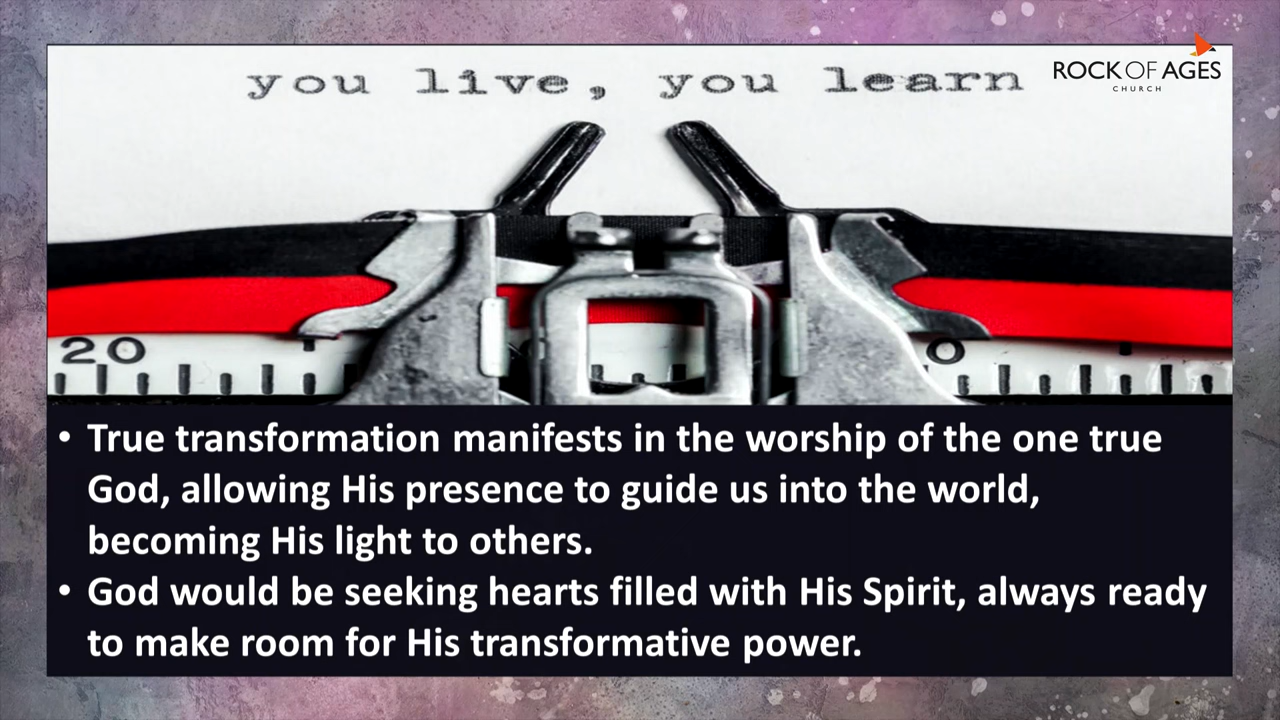 you live, you learn
ROCK OF AGES
CHURCH
20
0
• True transformation manifests in the worship of the one true
God, allowing His presence to guide us into the world,
becoming His light to others.
• God would be seeking hearts filled with His Spirit, always ready
to make room for His transformative power.